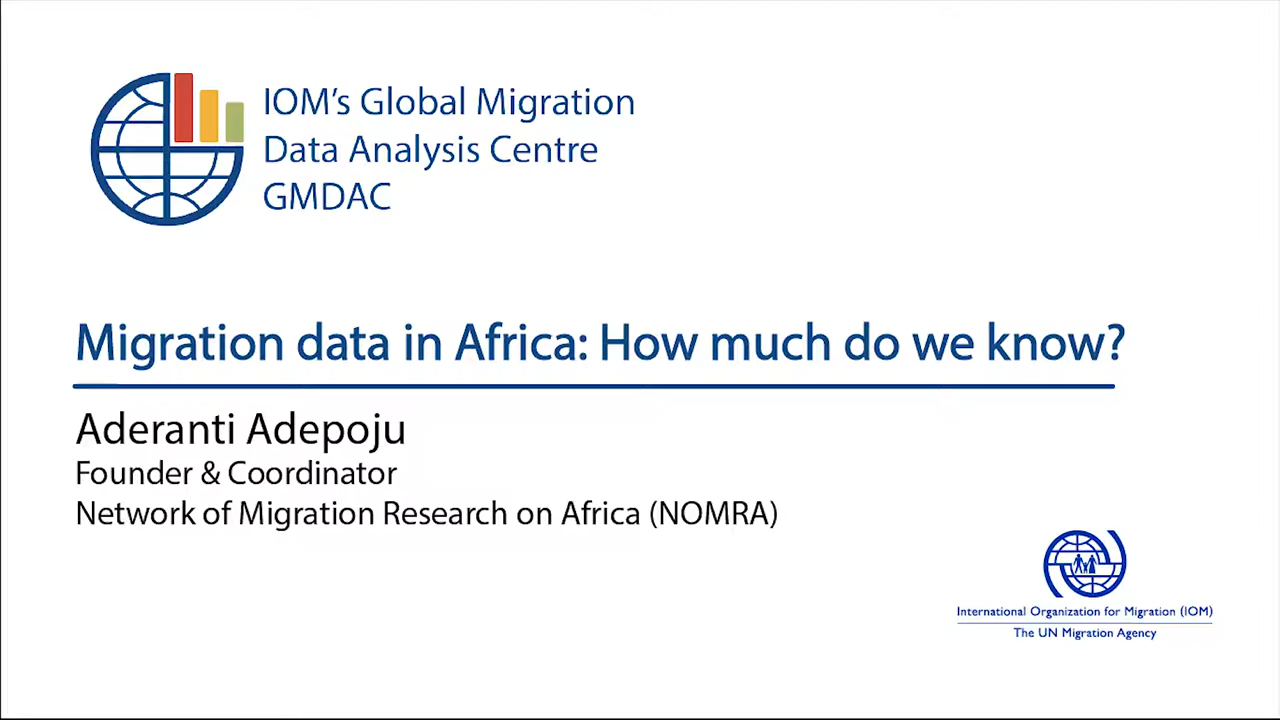 IOM's Global Migration
Data Analysis Centre
GMDAC
Migration data in Africa: How much do we know?
Aderanti Adepoju
Founder & Coordinator
Network of Migration Research on Africa (NOMRA)
International Organization for Migration (IOM)
The UN Migration Agency